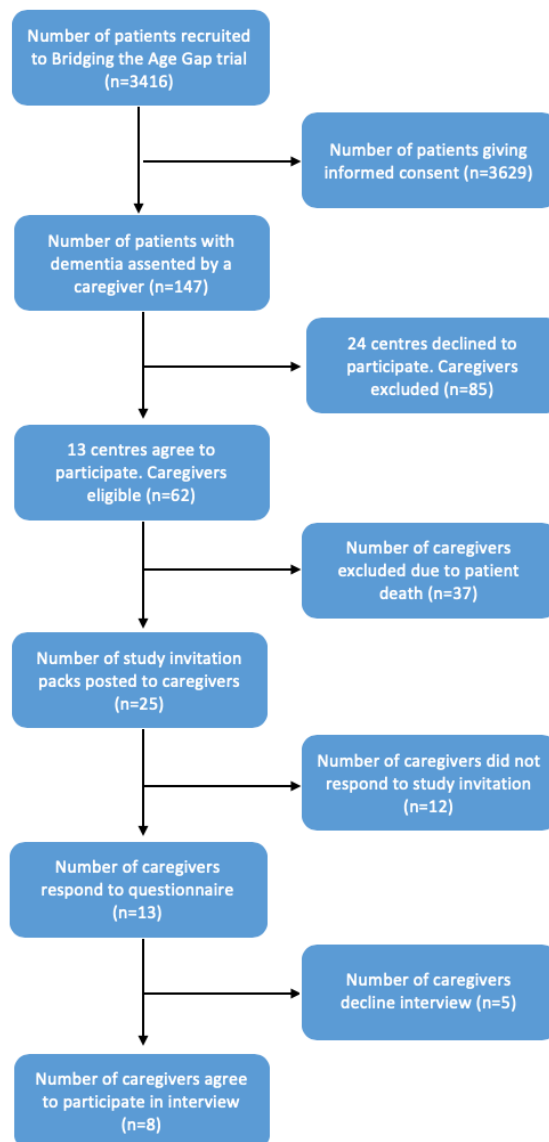 Number of patients recruited
to Bridging the Age Gap trial
(n=3416)
Number of patients giving
informed consent (n=3629)
Number of patients with
dementia assented by a
caregiver (n=147)
24 centres declined to
participate. Caregivers
excluded (n=85)
13 centres agree to
participate. Caregivers
eligible (n=62)
Number of caregivers
excluded due to patient
death (n=37)
Number of study invitation
packs posted to caregivers
(n=25)
Number of caregivers did not
respond to study invitation
(n=12)
Number of caregivers
respond to questionnaire
(n=13)
Number of caregivers
decline interview (n=5)
Number of caregivers agree
to participate in interview
(n=8)